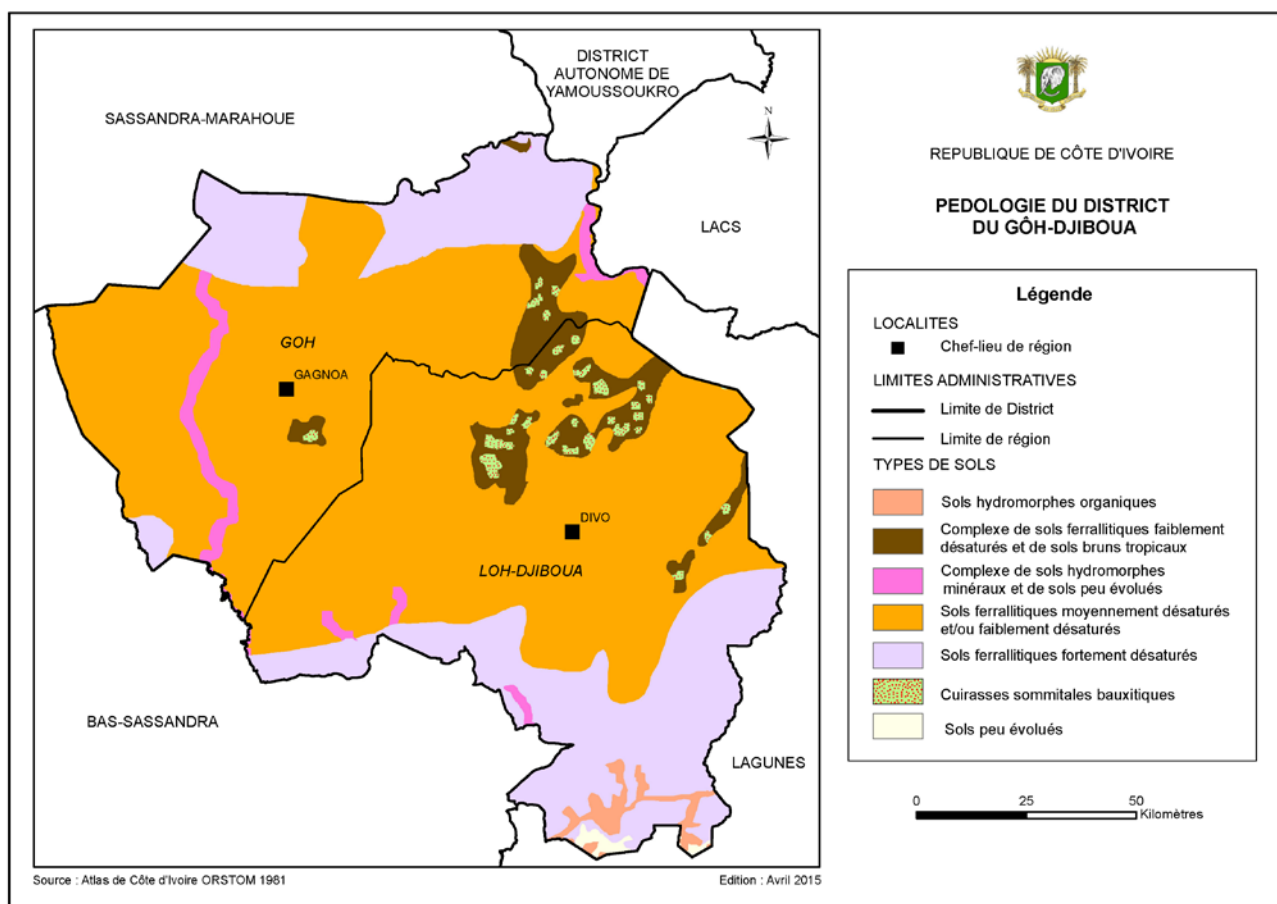 DISTRICT
AUTONOME DE
YAMOUSSOUKRO
SASSANDRA-MARAHOUE
LACS
GOH
GAGNOA
DIVO
LOH-DJIBOUA
BAS-SASSANDRA
LAGUNES
Source : Atlas de Côte d'Ivoire ORSTOM 1981
Edition : Avril 2015
REPUBLIQUE DE CÔTE D'IVOIRE
PEDOLOGIE DU DISTRICT
DU GÔH-DJIBOUA
Légende
LOCALITES
Chef-lieu de région
LIMITES ADMINISTRATIVES
Limite de District
Limite de région
TYPES DE SOLS
Sols hydromorphes organiques
Complexe de sols ferrallitiques faiblement
désaturés et de sols bruns tropicaux
Complexe de sols hydromorphes
minéraux et de sols peu évolués
Sols ferrallitiques moyennement désaturés
et/ou faiblement désaturés
Sols ferrallitiques fortement désaturés
Cuirasses sommitales bauxitiques
Sols peu évolués
0 25 50
Kilomètres